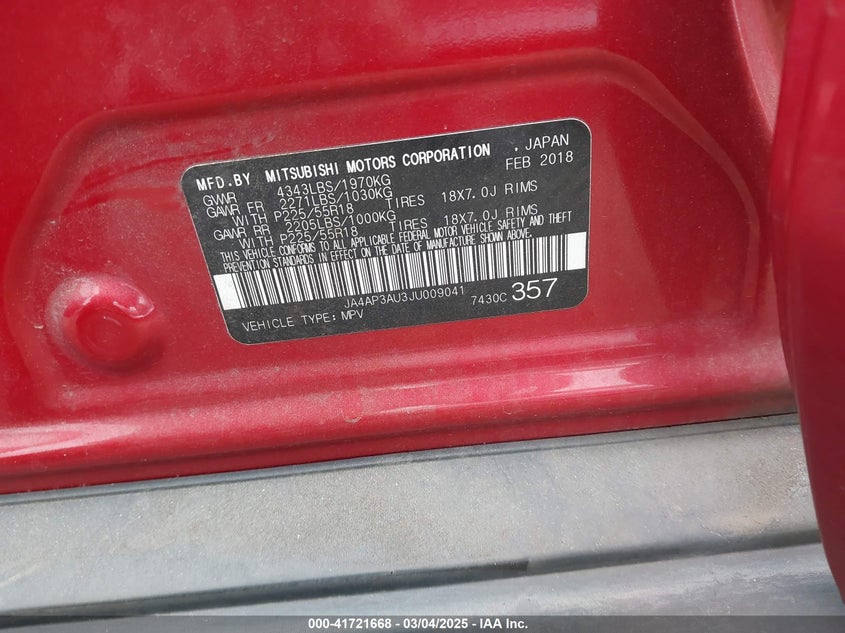 MFD.BY MITSUBISHI MOTORS CORPORATION . JAPAN
GWR 4343LBS/1970KG FEB 2018
GAWR FR 2271LBS/1030KG
WITH P225/55R18 TIRES 18X7.0J RIMS
GAWR RR 2205LBS/1000KG
WITH P225/55R18 TIRES 18X7.0J RIMS
THIS VEHICLE CONFORMS TO ALL APPLICABLE FEDERAL MOTOR VEHICLE SAFETY AND THEFT
PREVENTION STANDARDS IN EFFECT ON THE DATE OF MANUFACTURE SHOWN ABOVE.
JA4AP3AU3JU009041 7430C 357
VEHICLE TYPE: MPV
000-41721668 - 03/04/2025 - © IAA, Inc.